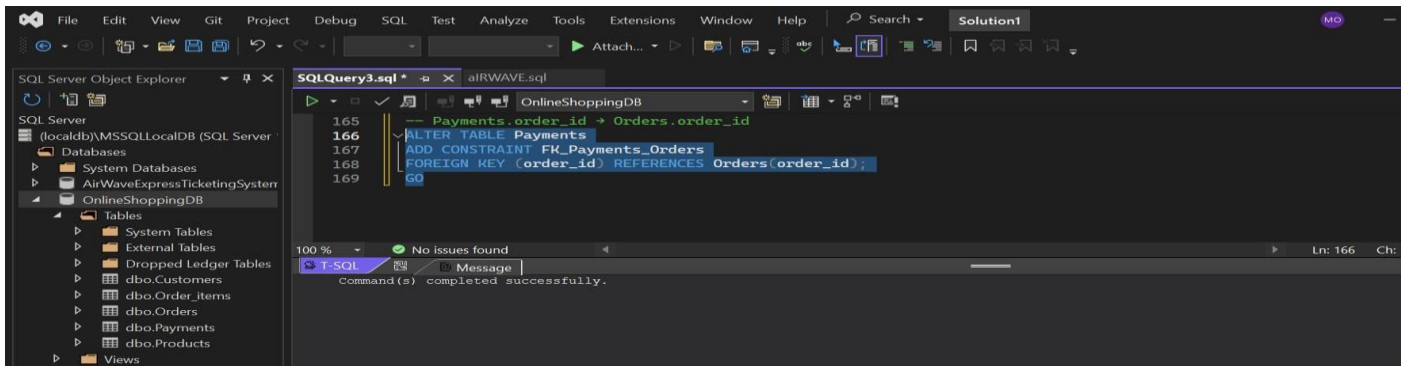 File Edit View Git Project Debug SQL Test Analyze Tools Extensions Window Help Search Solution1 MO
Attach...
SQL Server Object Explorer
SQLQuery3.sql * aIRWAVE.sql
OnlineShoppingDB
SQL Server
(localdb)\MSSQLLocalDB (SQL Server
Databases
System Databases
AirWaveExpressTicketingSystem
OnlineShoppingDB
Tables
System Tables
External Tables
Dropped Ledger Tables
dbo.Customers
dbo.Order_items
dbo.Orders
dbo.Payments
dbo.Products
Views
165 -- Payments.order_id → Orders.order_id
166 ALTER TABLE Payments
167 ADD CONSTRAINT FK_Payments_Orders
168 FOREIGN KEY (order_id) REFERENCES Orders(order_id);
169 GO
100 % No issues found Ln: 166 Ch:
T-SQL Message
Command(s) completed successfully.